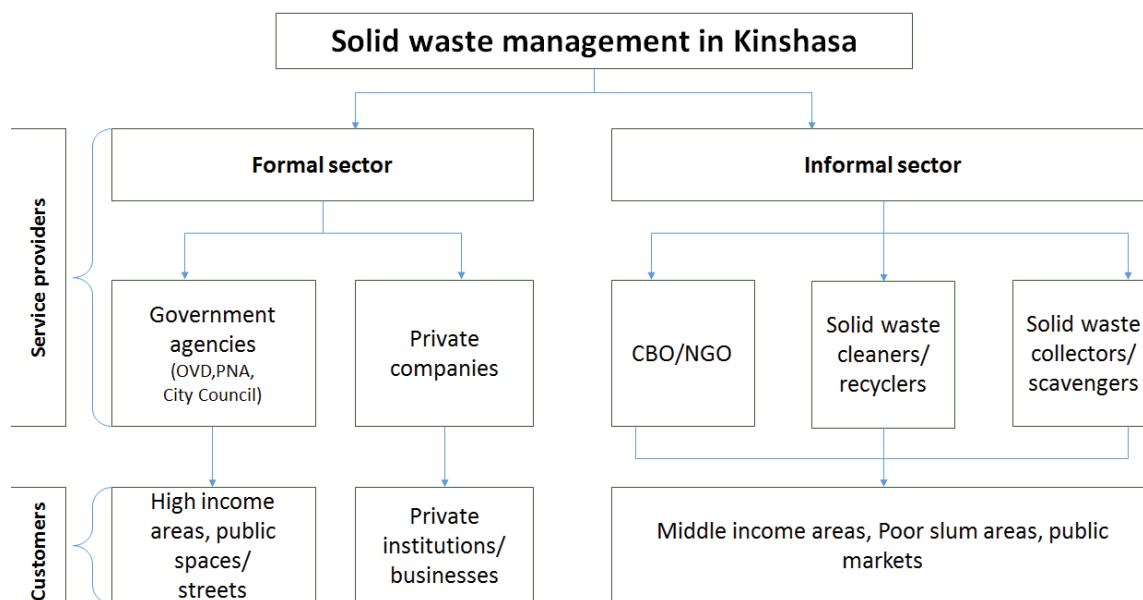 Solid waste management in Kinshasa
Service providers
Formal sector
Informal sector
Government
agencies
(OVD,PNA,
City Council)
Private
companies
CBO/NGO
Solid waste
cleaners/
recyclers
Solid waste
collectors/
scavengers
Customers
High income
areas, public
spaces/
streets
Private
institutions/
businesses
Middle income areas, Poor slum areas, public
markets